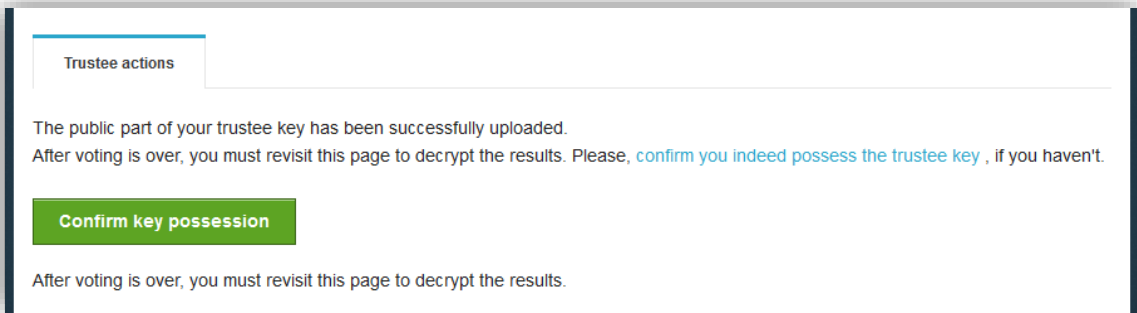 Trustee actions
The public part of your trustee key has been successfully uploaded.
After voting is over, you must revisit this page to decrypt the results. Please, confirm you indeed possess the trustee key , if you haven't.
Confirm key possession
After voting is over, you must revisit this page to decrypt the results.